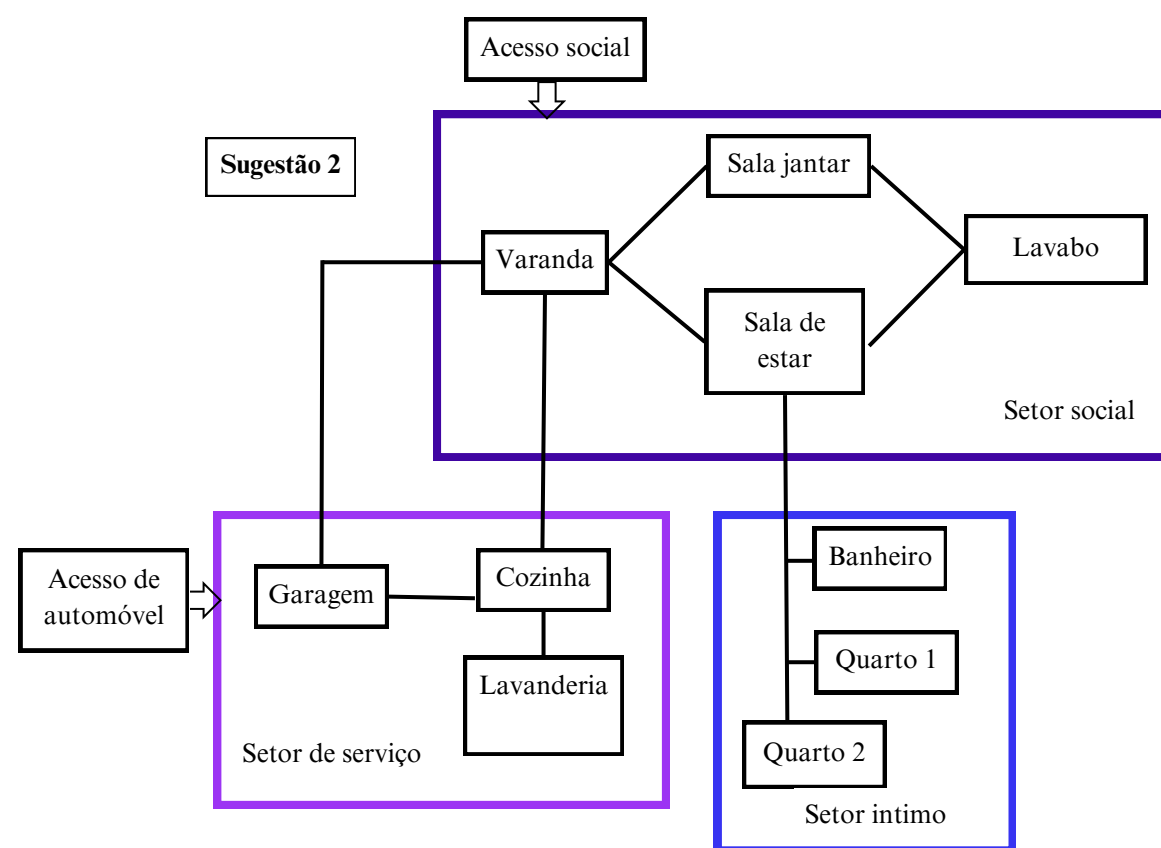 Acesso social
Sugestão 2
Sala jantar
Varanda
Lavabo
Sala de
estar
Setor social
Acesso de
automóvel
Garagem
Cozinha
Lavanderia
Setor de serviço
Banheiro
Quarto 1
Quarto 2
Setor intimo